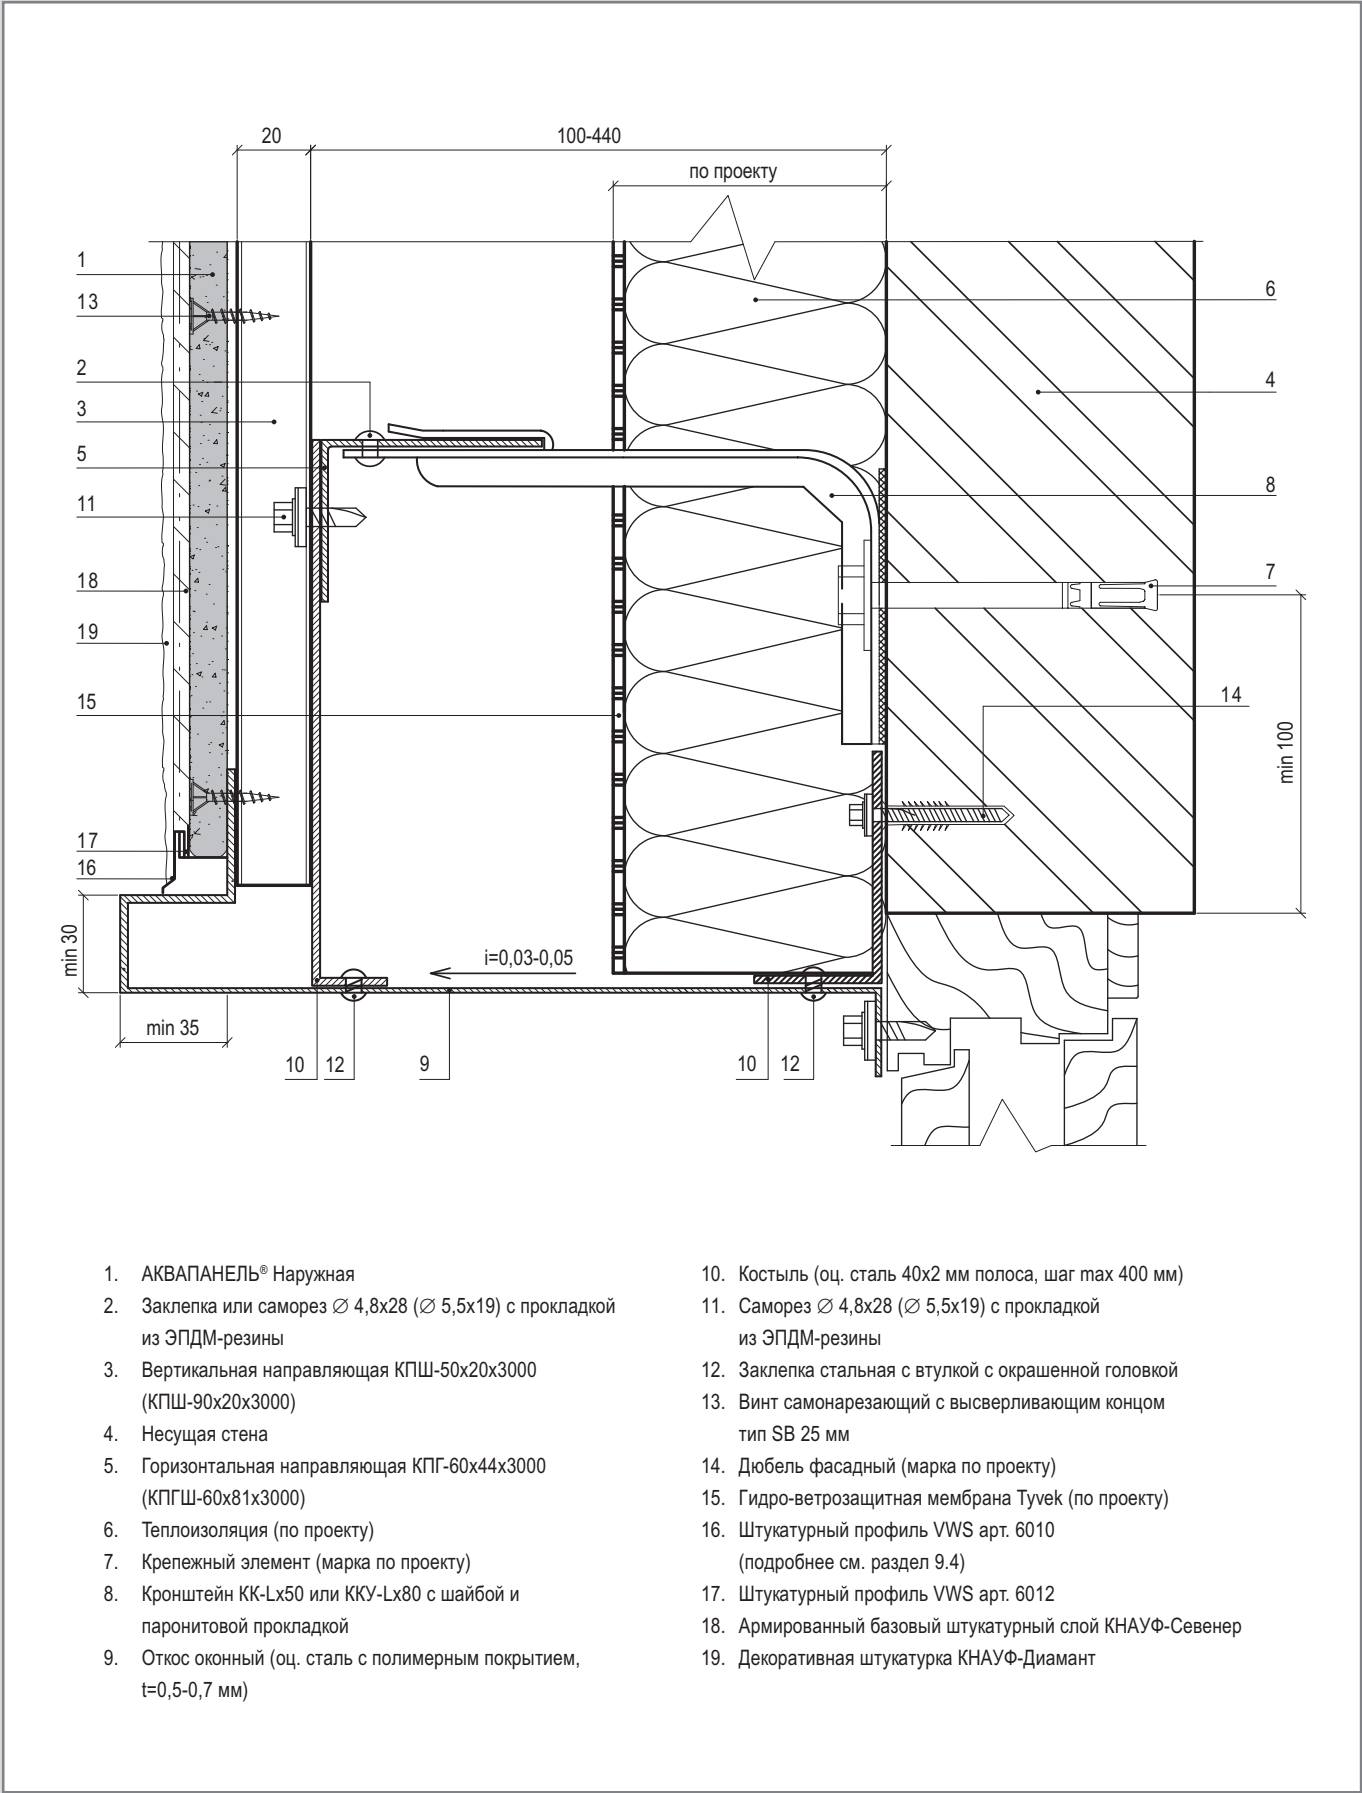 20
100-440
по проекту
1
13
2
3
5
11
18
19
15
17
16
6
4
8
7
14
min 100
min 30
i=0,03-0,05
min 35
10
12
9
10
12
1. АКВАПАНЕЛЬ® Наружная
2. Заклепка или саморез ∅ 4,8x28 (∅ 5,5x19) с прокладкой
из ЭПДМ-резины
3. Вертикальная направляющая КПШ-50x20x3000
(КПШ-90x20x3000)
4. Несущая стена
5. Горизонтальная направляющая КПГ-60x44x3000
(КПГШ-60x81x3000)
6. Теплоизоляция (по проекту)
7. Крепежный элемент (марка по проекту)
8. Кронштейн КК-Lx50 или ККУ-Lx80 с шайбой и
паронитовой прокладкой
9. Откос оконный (оц. сталь с полимерным покрытием,
t=0,5-0,7 мм)
10. Костыль (оц. сталь 40x2 мм полоса, шаг max 400 мм)
11. Саморез ∅ 4,8x28 (∅ 5,5x19) с прокладкой
из ЭПДМ-резины
12. Заклепка стальная с втулкой с окрашенной головкой
13. Винт самонарезающий с высверливающим концом
тип SB 25 мм
14. Дюбель фасадный (марка по проекту)
15. Гидро-ветрозащитная мембрана Tyvek (по проекту)
16. Штукатурный профиль VWS арт. 6010
(подробнее см. раздел 9.4)
17. Штукатурный профиль VWS арт. 6012
18. Армированный базовый штукатурный слой КНАУФ-Севенер
19. Декоративная штукатурка КНАУФ-Диамант